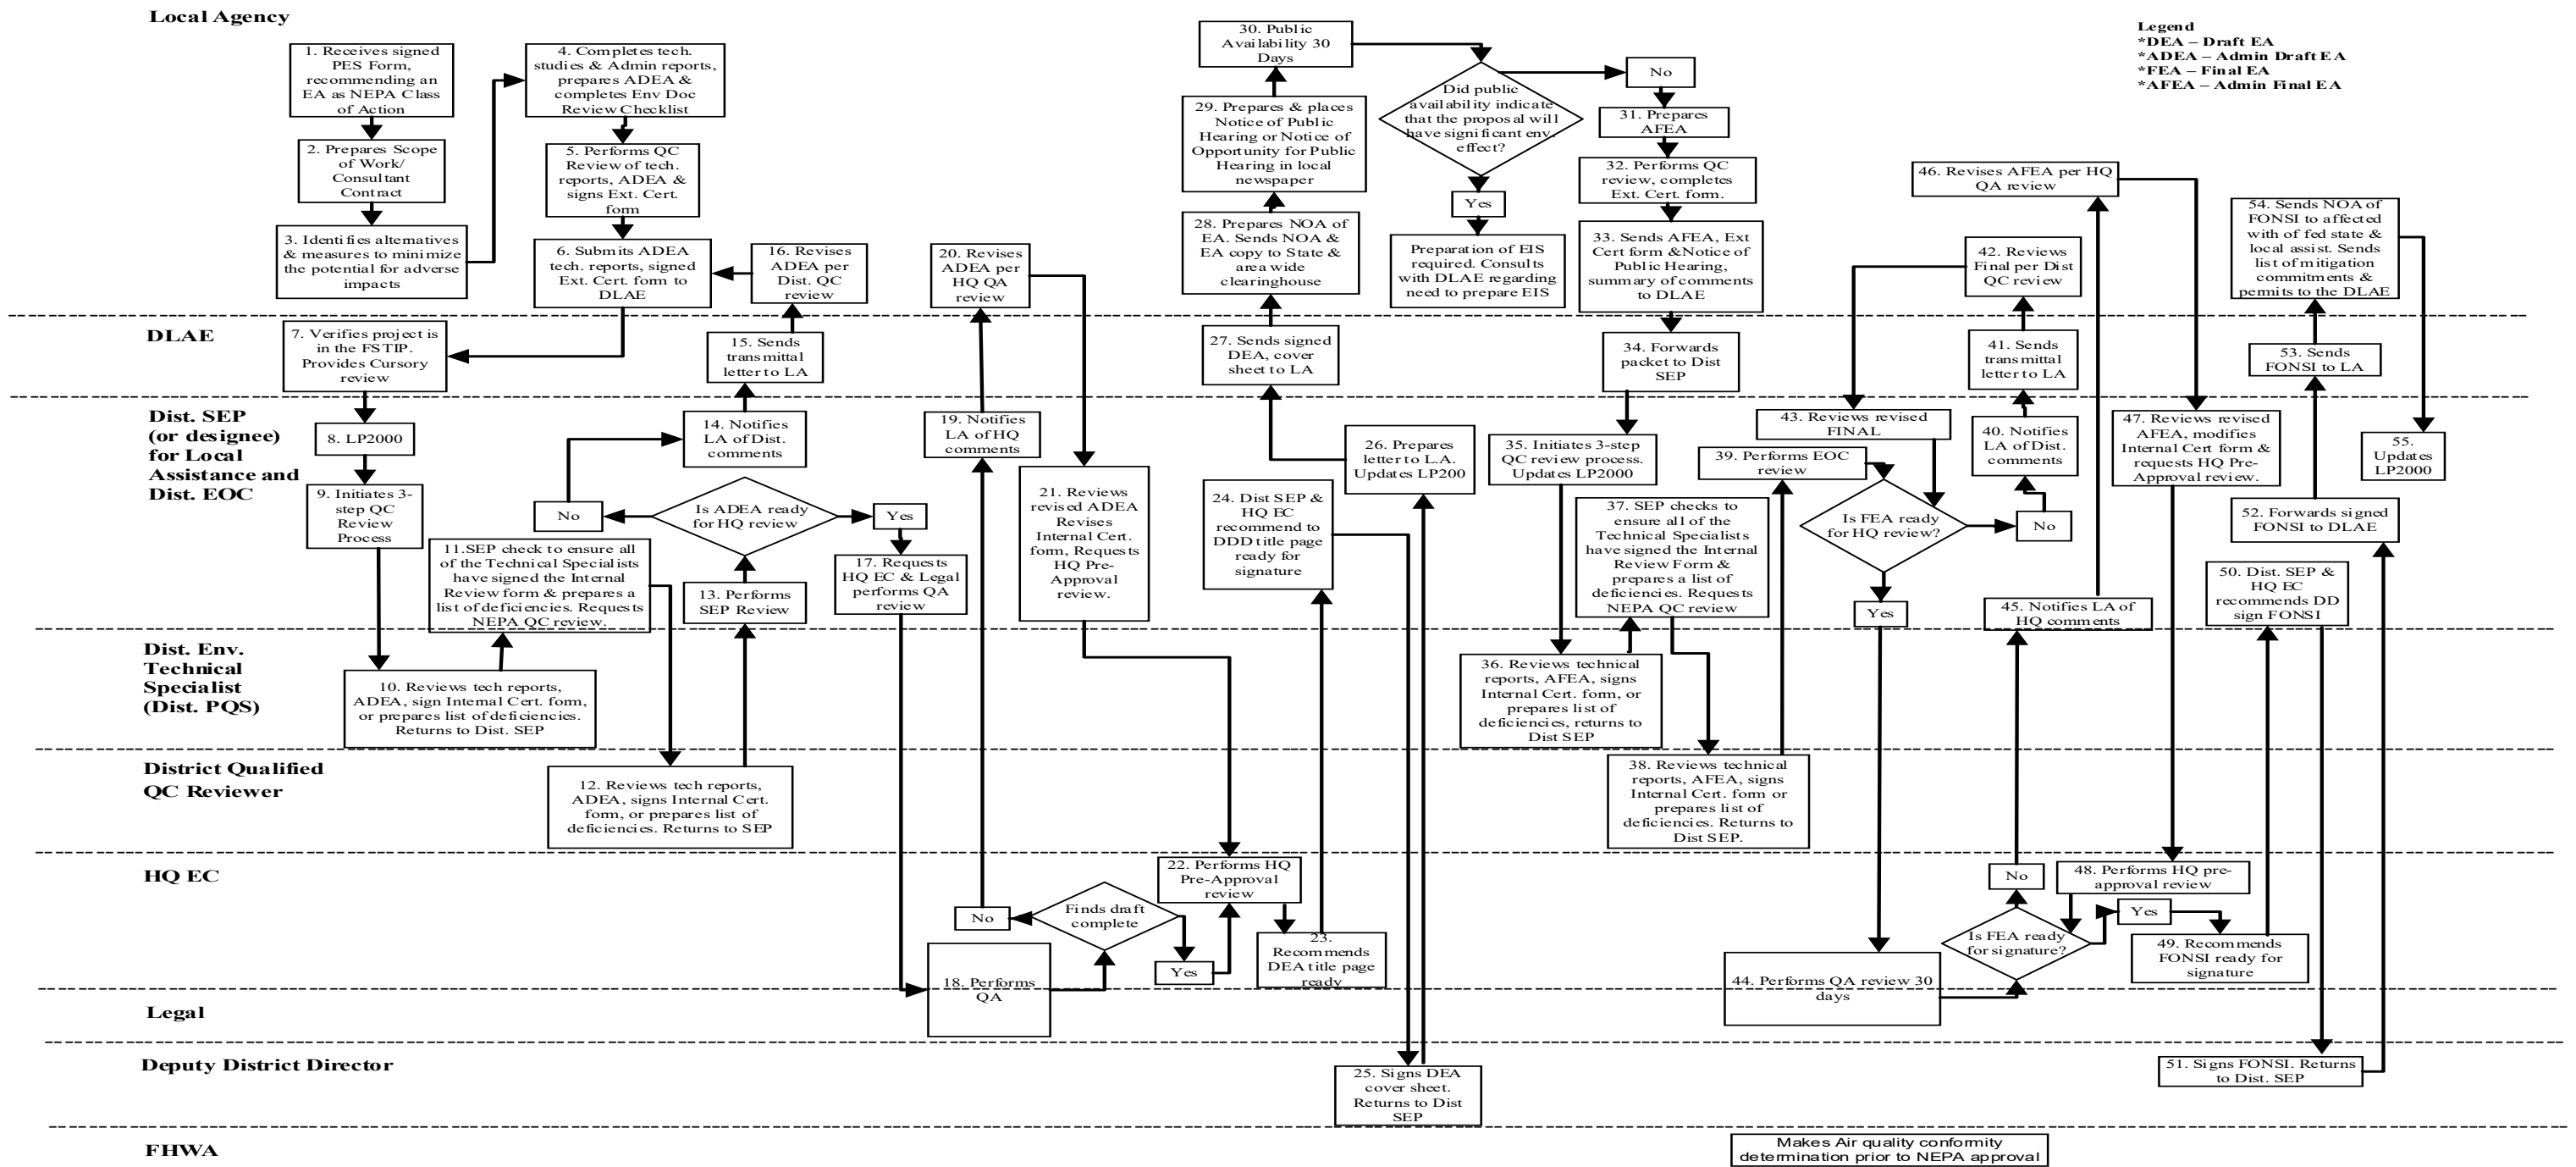 Local Agency
1. Receives signed
PES Form,
recommending an
EA as NEPA Class
of Action
2. Prepares Scope
of Work/
Consultant
Contract
3. Identifies alternatives
& measures to minimize
the potential for adverse
impacts
4. Completes tech.
studies & Admin reports,
prepares ADEA &
completes Env Doc
Review Checklist
5. Performs QC
Review of tech.
reports, ADEA &
signs Ext. Cert.
form
6. Submits ADEA
tech. reports, signed
Ext. Cert. form to
DLAE
16. Revises
ADEA per
Dist. QC
review
20. Revises
ADEA per
HQ QA
review
30. Public
Availability 30
Days
29. Prepares & places
Notice of Public
Hearing or Notice of
Opportunity for Public
Hearing in local
newspaper
28. Prepares NOA of
EA. Sends NOA &
EA copy to State &
area wide
clearinghouse
Did public
availability indicate
that the proposal will
have significant env.
effect?
Yes
Preparation of EIS
required. Consults
with DLAE regarding
need to prepare EIS
No
31. Prepares
AFEA
32. Performs QC
review, completes
Ext. Cert. form.
33. Sends AFEA, Ext
Cert form &Notice of
Public Hearing,
summary of comments
to DLAE
46. Revises AFEA per HQ
QA review
42. Reviews
Final per Dist
QC review
54. Sends NOA of
FONSI to affected
with of fed state &
local assist. Sends
list of mitigation
commitments &
permits to the DLAE
Legend
*DEA – Draft EA
*ADEA – Admin Draft EA
*FEA – Final EA
*AFEA – Admin Final EA
DLAE
7. Verifies project is
in the FSTIP.
Provides Cursory
review
15. Sends
transmittal
letter to LA
27. Sends signed
DEA, cover
sheet to LA
34. Forwards
packet to Dist
SEP
41. Sends
transmittal
letter to LA
53. Sends
FONSI to LA
Dist. SEP
(or designee)
for Local
Assistance and
Dist. EOC
8. LP2000
9. Initiates 3-
step QC
Review
Process
11.SEP check to ensure all
of the Technical Specialists
have signed the Internal
Review form & prepares a
list of deficiencies. Requests
NEPA QC review.
14. Notifies
LA of Dist.
comments
No
Is ADEA ready
for HQ review?
Yes
13. Performs
SEP Review
17. Requests
HQ EC & Legal
performs QA
review
19. Notifies
LA of HQ
comments
21. Reviews
revised ADEA
Revises
Internal Cert.
form, Requests
HQ Pre-
Approval
review.
24. Dist SEP &
HQ EC
recommend to
DDD title page
ready for
signature
26. Prepares
letter to L.A.
Updates LP200
35. Initiates 3-step
QC review process.
Updates LP2000
37. SEP checks to
ensure all of the
Technical Specialists
have signed the Internal
Review Form &
prepares a list of
deficiencies. Requests
NEPA QC review
39. Performs EOC
review
43. Reviews revised
FINAL
Is FEA ready
for HQ review?
Yes
No
40. Notifies
LA of Dist.
comments
45. Notifies LA of
HQ comments
47. Reviews revised
AFEA, modifies
Internal Cert form &
requests HQ Pre-
Approval review.
50. Dist. SEP &
HQ EC
recommends DD
sign FONSI
52. Forwards signed
FONSI to DLAE
55.
Updates
LP2000
Dist. Env.
Technical
Specialist
(Dist. PQS)
10. Reviews tech reports,
ADEA, sign Internal Cert. form,
or prepares list of deficiencies.
Returns to Dist. SEP
36. Reviews technical
reports, AFEA, signs
Internal Cert. form, or
prepares list of
deficiencies, returns to
Dist SEP
District Qualified
QC Reviewer
12. Reviews tech reports,
ADEA, signs Internal Cert.
form, or prepares list of
deficiencies. Returns to SEP
38. Reviews technical
reports, AFEA, signs
Internal Cert. form or
prepares list of
deficiencies. Returns to
Dist SEP.
HQ EC
No
Finds draft
complete
Yes
18. Performs
QA
22. Performs HQ
Pre-Approval
review
23.
Recommends
DEA title page
ready
44. Performs QA review 30
days
No
Is FEA ready
for signature?
48. Performs HQ pre-
approval review
Yes
49. Recommends
FONSI ready for
signature
Legal
Deputy District Director
25. Signs DEA
cover sheet.
Returns to Dist
SEP
51. Signs FONSI. Returns
to Dist. SEP
FHWA
Makes Air quality conformity
determination prior to NEPA approval